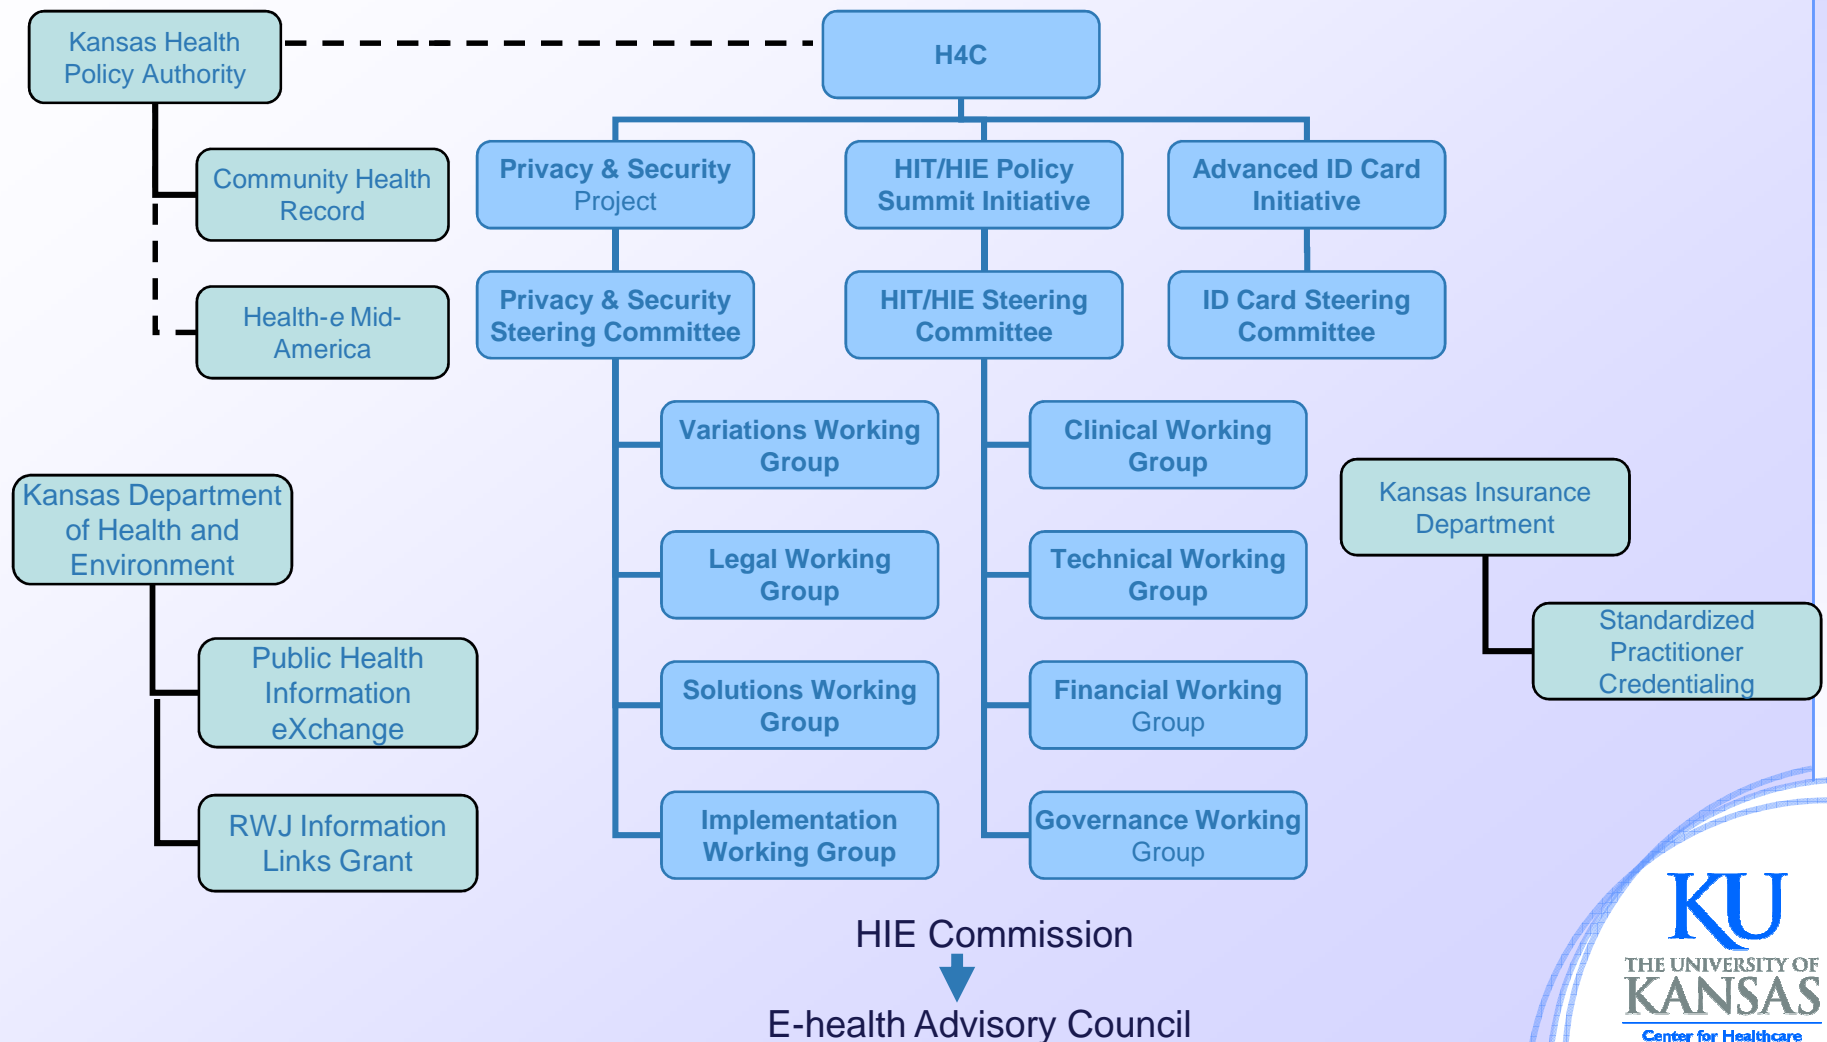 Kansas Health
Policy Authority
H4C
Community Health
Record
Health-e Mid-
America
Privacy & Security
Project
HIT/HIE Policy
Summit Initiative
Advanced ID Card
Initiative
Privacy & Security
Steering Committee
HIT/HIE Steering
Committee
ID Card Steering
Committee
Variations Working
Group
Legal Working
Group
Solutions Working
Group
Implementation
Working Group
Clinical Working
Group
Technical Working
Group
Financial Working
Group
Governance Working
Group
Kansas Department
of Health and
Environment
Public Health
Information
eXchange
RWJ Information
Links Grant
Kansas Insurance
Department
Standardized
Practitioner
Credentialing
HIE Commission
E-health Advisory Council
KU
THE UNIVERSITY OF
KANSAS
Center for Healthcare